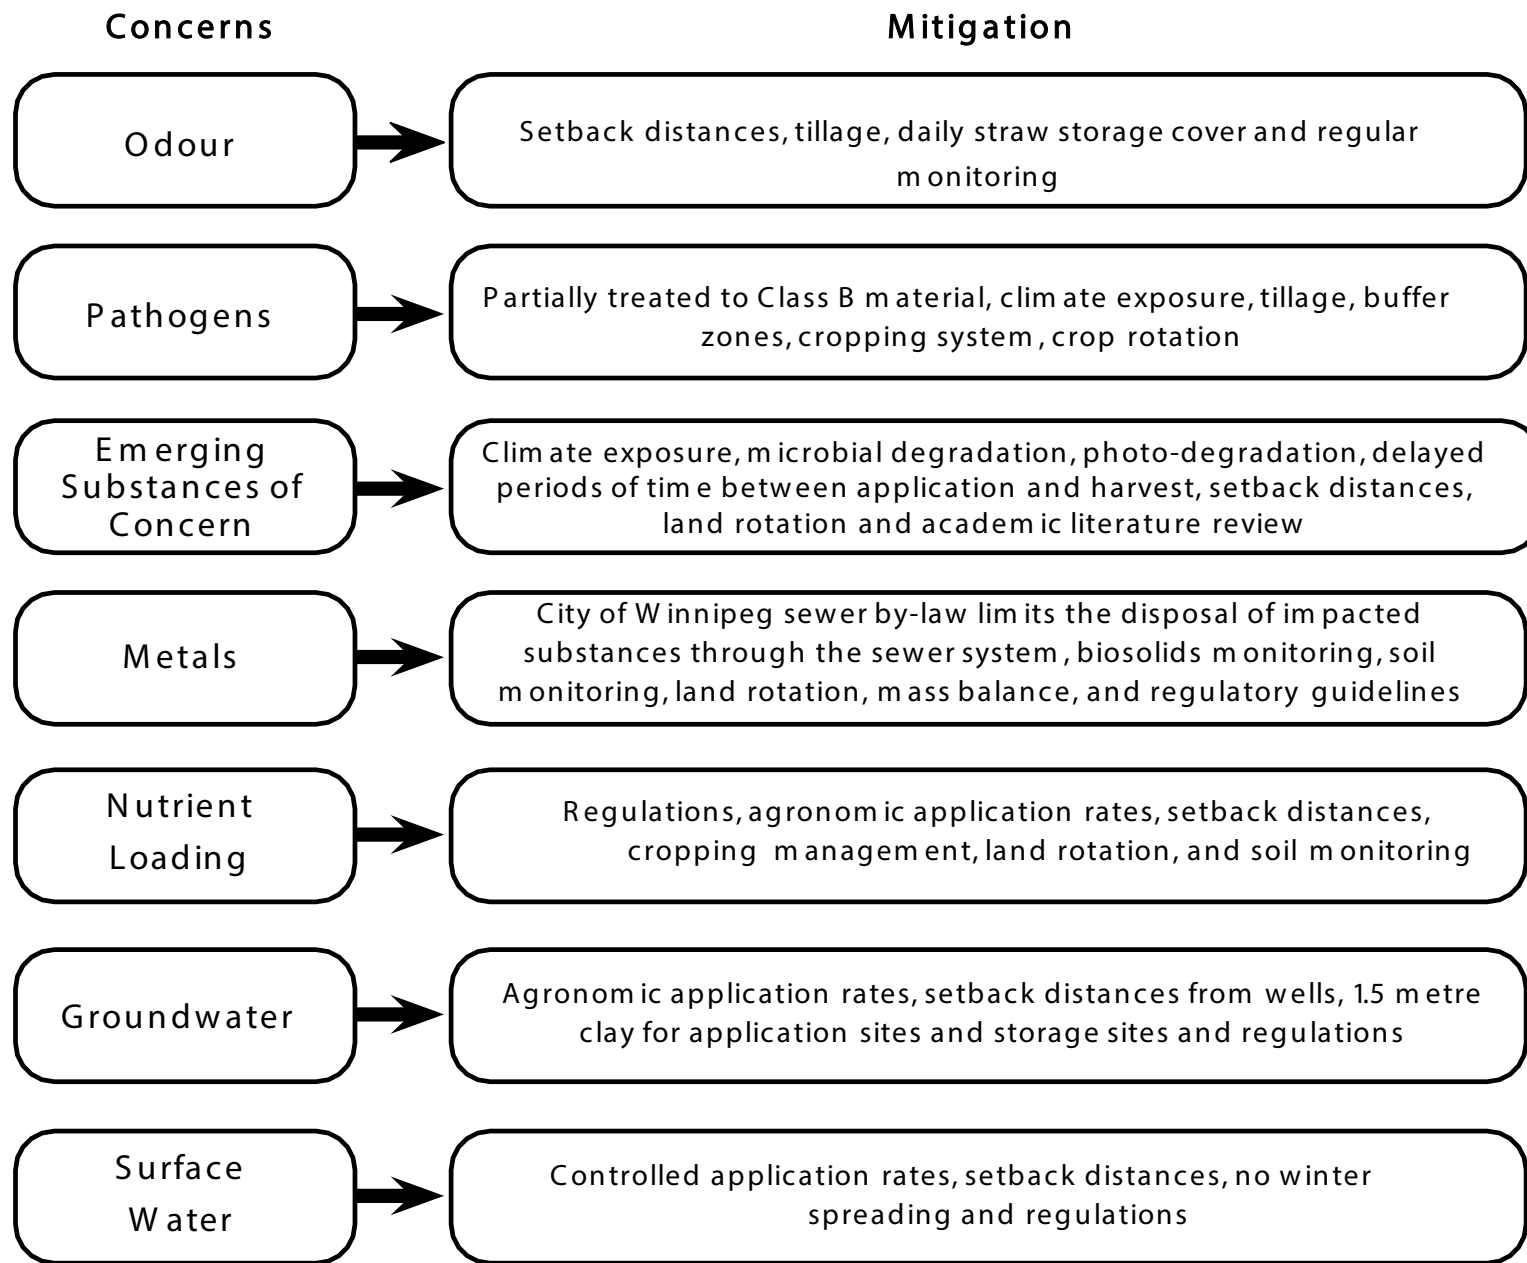 Concerns
Mitigation
Odour
Setback distances, tillage, daily straw storage cover and regular
monitoring
Pathogens
Partially treated to Class B material, climate exposure, tillage, buffer
zones, cropping system, crop rotation
Emerging
Substances of
Concern
Climate exposure, microbial degradation, photo-degradation, delayed
periods of time between application and harvest, setback distances,
land rotation and academic literature review
Metals
City of Winnipeg sewer by-law limits the disposal of impacted
substances through the sewer system, biosolids monitoring, soil
monitoring, land rotation, mass balance, and regulatory guidelines
Nutrient
Loading
Regulations, agronomic application rates, setback distances,
cropping management, land rotation, and soil monitoring
Groundwater
Agronomic application rates, setback distances from wells, 1.5 metre
clay for application sites and storage sites and regulations
Surface
Water
Controlled application rates, setback distances, no winter
spreading and regulations